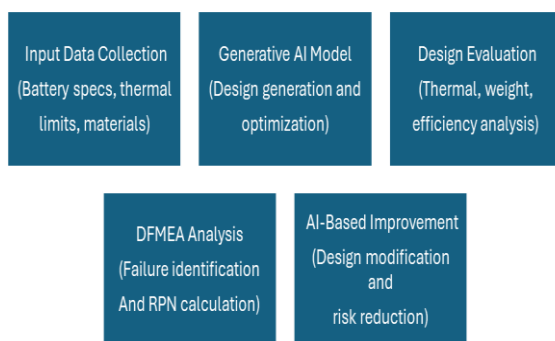 Input Data Collection
(Battery specs, thermal
limits, materials)
Generative AI Model
(Design generation and
optimization)
Design Evaluation
(Thermal, weight,
efficiency analysis)
DFMEA Analysis
(Failure identification
And RPN calculation)
AI-Based Improvement
(Design modification
and
risk reduction)